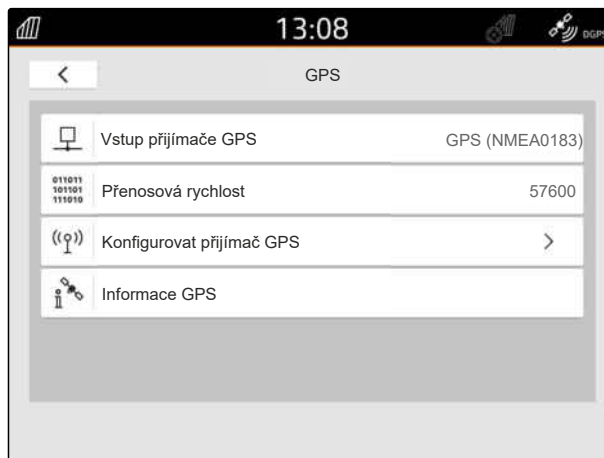 13:08
DGPS
GPS
Vstup přijímače GPS GPS (NMEA0183)
011011
101101
111010
Přenosová rychlost 57600
Konfigurovat přijímač GPS
Informace GPS